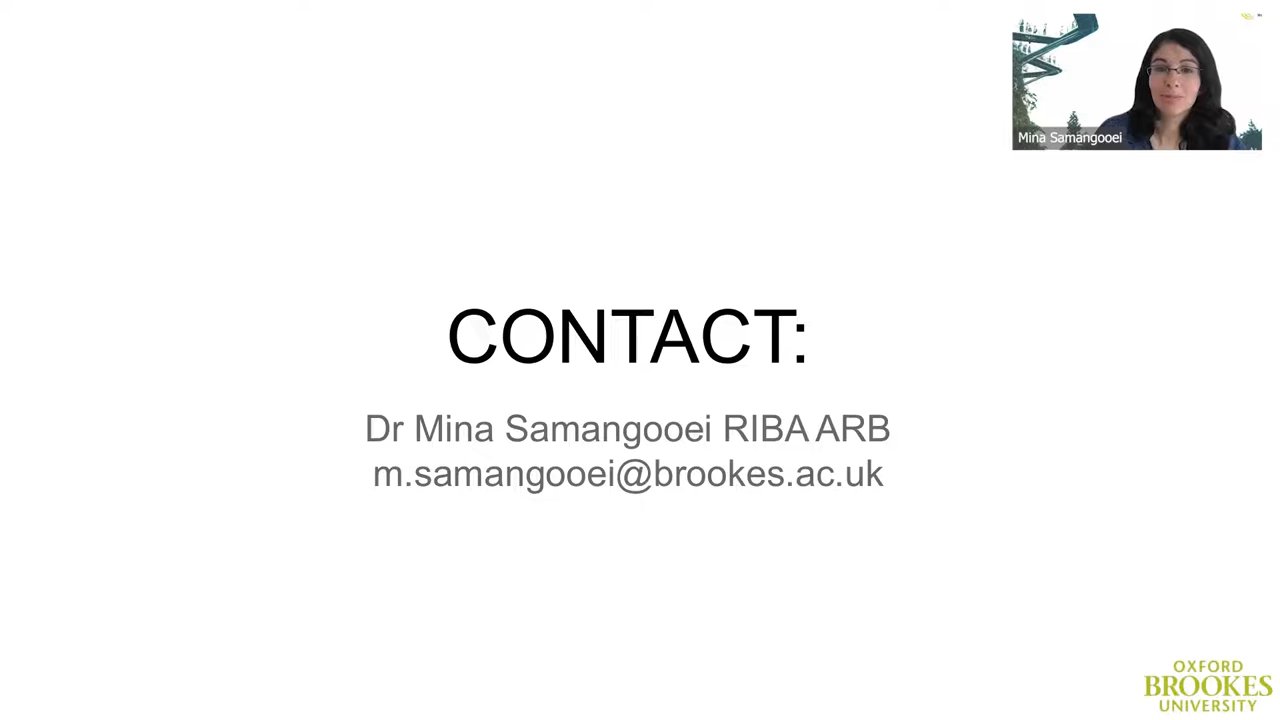 Mina Samangooei
CONTACT:
Dr Mina Samangooei RIBA ARB
m.samangooei@brookes.ac.uk
OXFORD
BROOKES
UNIVERSITY